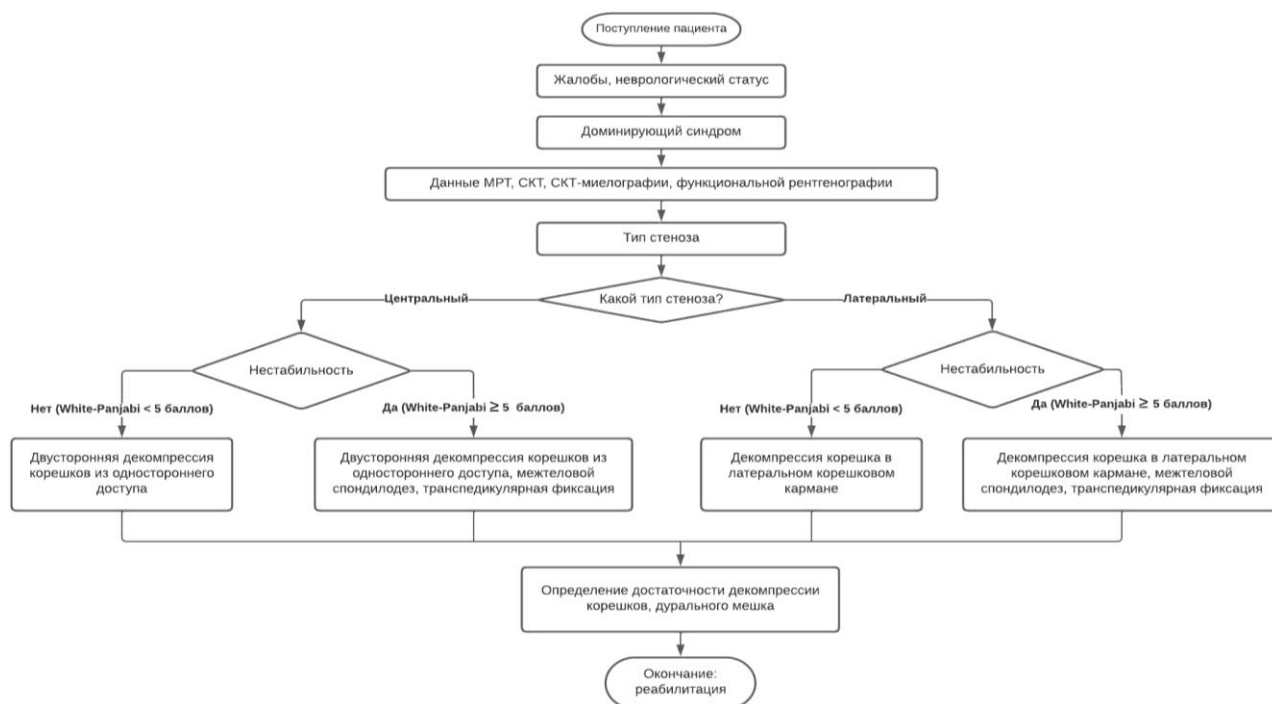 Поступление пациента
Жалобы, неврологический статус
Доминирующий синдром
Данные МРТ, СКТ, СКТ-миелографии, функциональной рентгенографии
Тип стеноза
Какой тип стеноза?
Центральный
Латеральный
Нестабильность
Нестабильность
Нет (White-Panjabi < 5 баллов)
Да (White-Panjabi ≥ 5 баллов)
Нет (White-Panjabi < 5 баллов)
Да (White-Panjabi ≥ 5 баллов)
Двусторонняя декомпрессия
корешков из одностороннего
доступа
Двусторонняя декомпрессия корешков из
одностороннего доступа, межтеловой
спондилодез, транспедикулярная фиксация
Декомпрессия корешка в
латеральном корешковом
кармане
Декомпрессия корешка в латеральном
корешковом кармане, межтеловой
спондилодез, транспедикулярная фиксация
Определение достаточности декомпрессии
корешков, дурального мешка
Окончание:
реабилитация